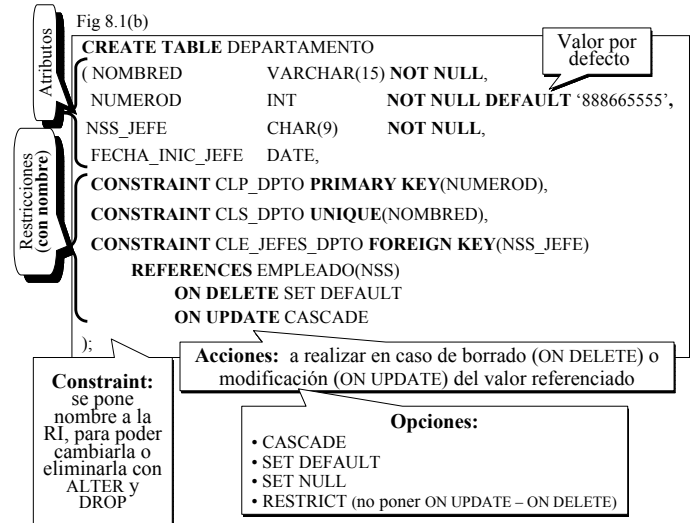 Fig 8.1(b)
CREATE TABLE DEPARTAMENTO
( NOMBRED VARCHAR(15) NOT NULL,
NUMEROD INT NOT NULL DEFAULT ‘888665555’,
NSS_JEFE CHAR(9) NOT NULL,
FECHA_INIC_JEFE DATE,
CONSTRAINT CLP_DPTO PRIMARY KEY(NUMEROD),
CONSTRAINT CLS_DPTO UNIQUE(NOMBRED),
CONSTRAINT CLE_JEFES_DPTO FOREIGN KEY(NSS_JEFE)
REFERENCES EMPLEADO(NSS)
ON DELETE SET DEFAULT
ON UPDATE CASCADE
);
Valor por
defecto
Atributos
Restricciones
(con nombre)
Acciones: a realizar en caso de borrado (ON DELETE) o
modificación (ON UPDATE) del valor referenciado
Constraint:
se pone
nombre a la
RI, para poder
cambiarla o
eliminarla con
ALTER y
DROP
Opciones:
• CASCADE
• SET DEFAULT
• SET NULL
• RESTRICT (no poner ON UPDATE – ON DELETE)